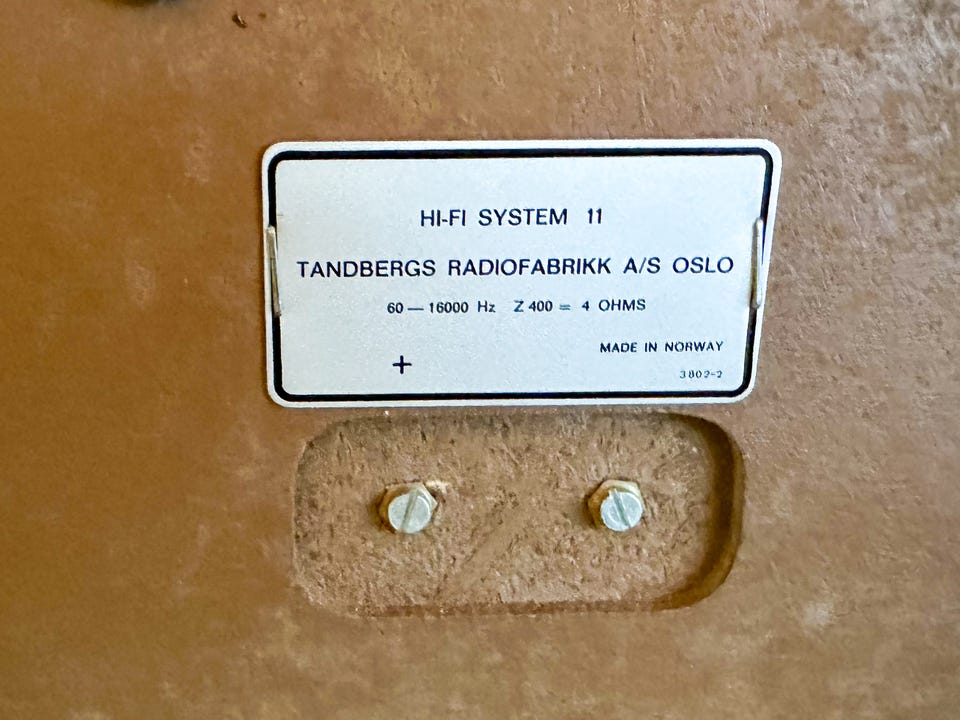 HI-FI SYSTEM 11
TANDBERGS RADIOFABRIKK A/S OSLO
60 — 16000 Hz Z 400 = 4 OHMS
MADE IN NORWAY
+
3802-2